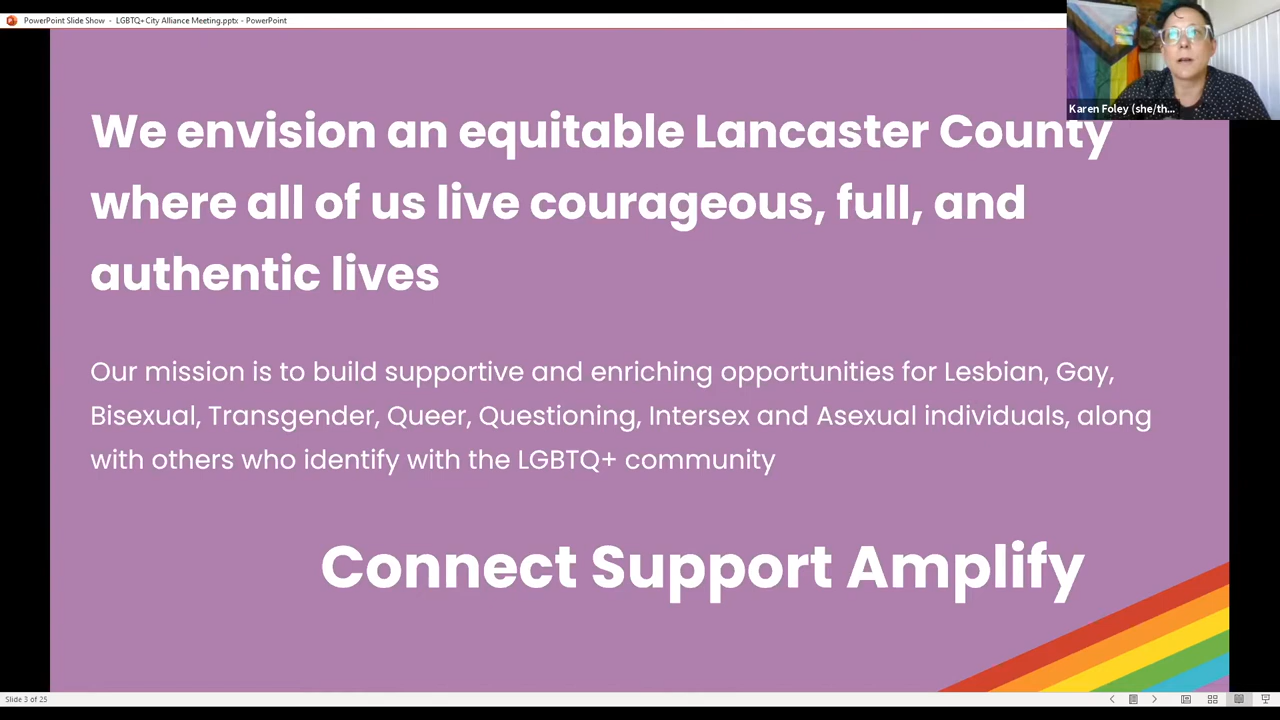 PowerPoint Slide Show - LGBTQ+City Alliance Meeting.pptx - PowerPoint
Karen Foley (she/th...
We envision an equitable Lancaster County
where all of us live courageous, full, and
authentic lives
Our mission is to build supportive and enriching opportunities for Lesbian, Gay,
Bisexual, Transgender, Queer, Questioning, Intersex and Asexual individuals, along
with others who identify with the LGBTQ+ community
Connect Support Amplify
Slide 3 of 25